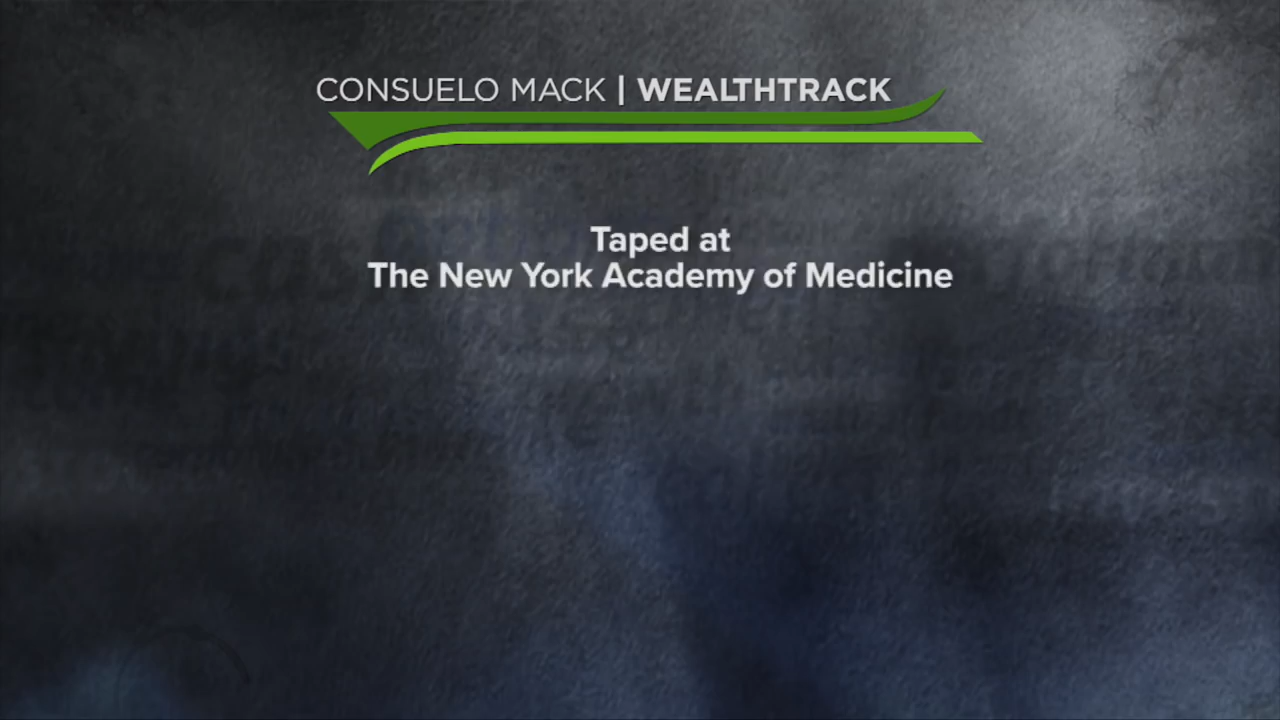 CONSUELO MACK | WEALTHTRACK
Taped at
The New York Academy of Medicine